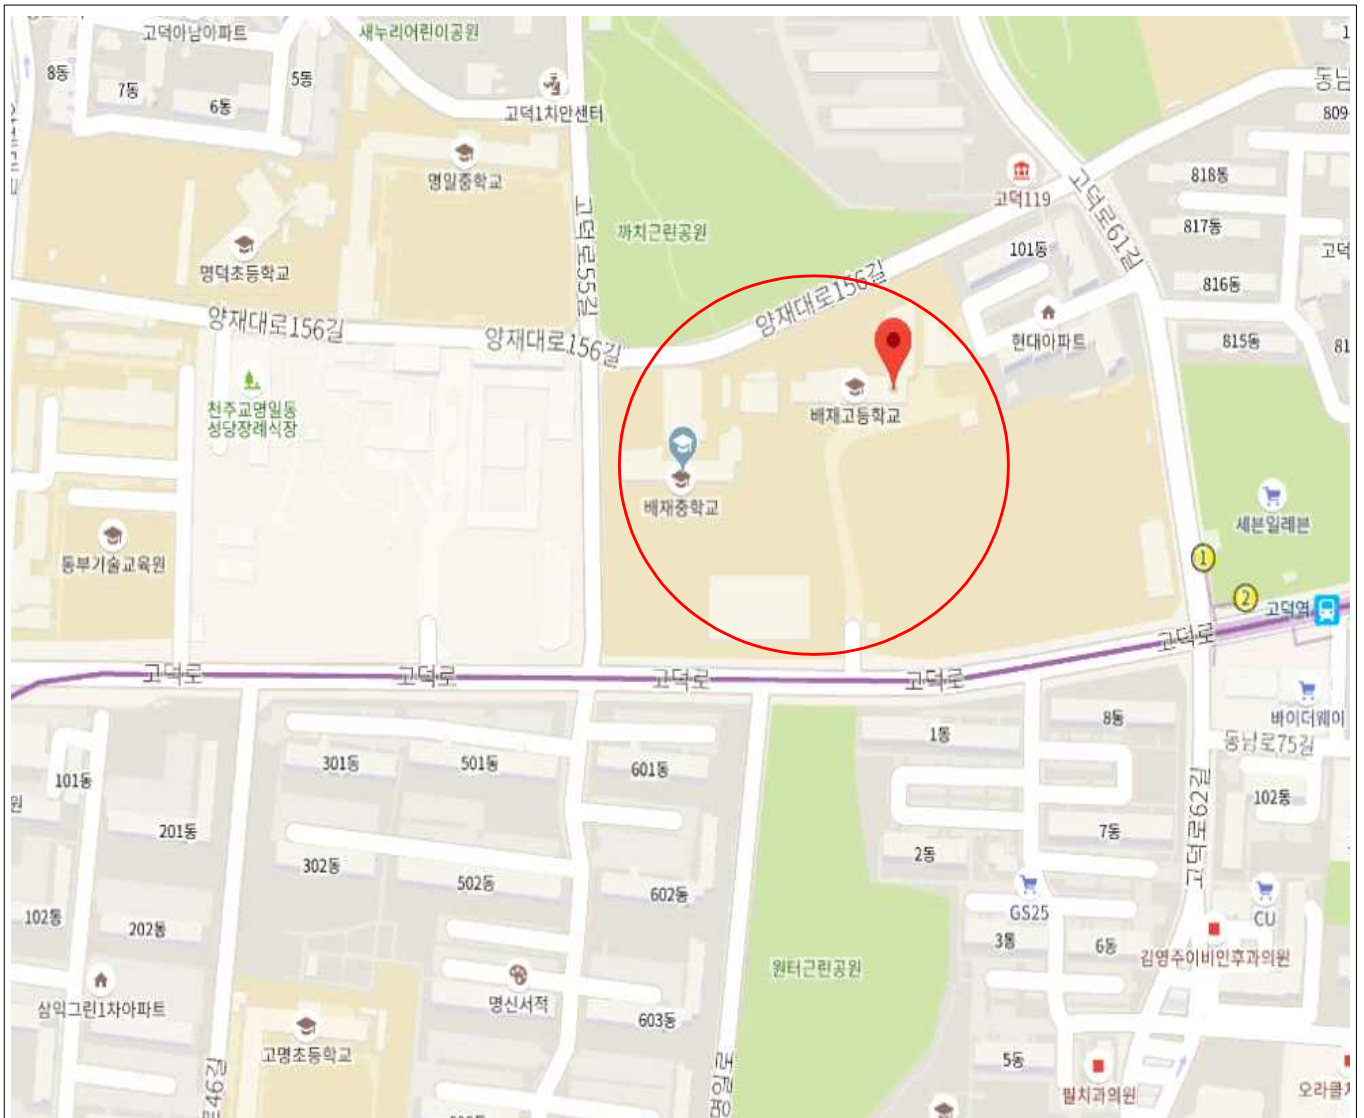 고덕아남아파트
새누리어린이공원
8동
7동
6동
5동
고덕1치안센터
동남
809
명일중학교
고덕119
고덕로61길
818동
817동
816동
815동
고덕
81
명덕초등학교
고덕로55길
까치근린공원
101동
양재대로156길
양재대로156길
양재대로156길
현대아파트
천주교명일동
성당장례식장
배재고등학교
배재중학교
세븐일레븐
동부기술교육원
1
2
고덕역
고덕로
고덕로
고덕로
고덕로
고덕로
바이더웨이
동남로75길
101동
301동
501동
601동
1동
8동
102동
201동
302동
502동
602동
2동
7동
고덕로62길
GS25
CU
102동
202동
3동
6동
김영주이비인후과의원
원터근린공원
삼익그린1차아파트
명신서적
603동
고명초등학교
5동
필치과의원
오라클
46길